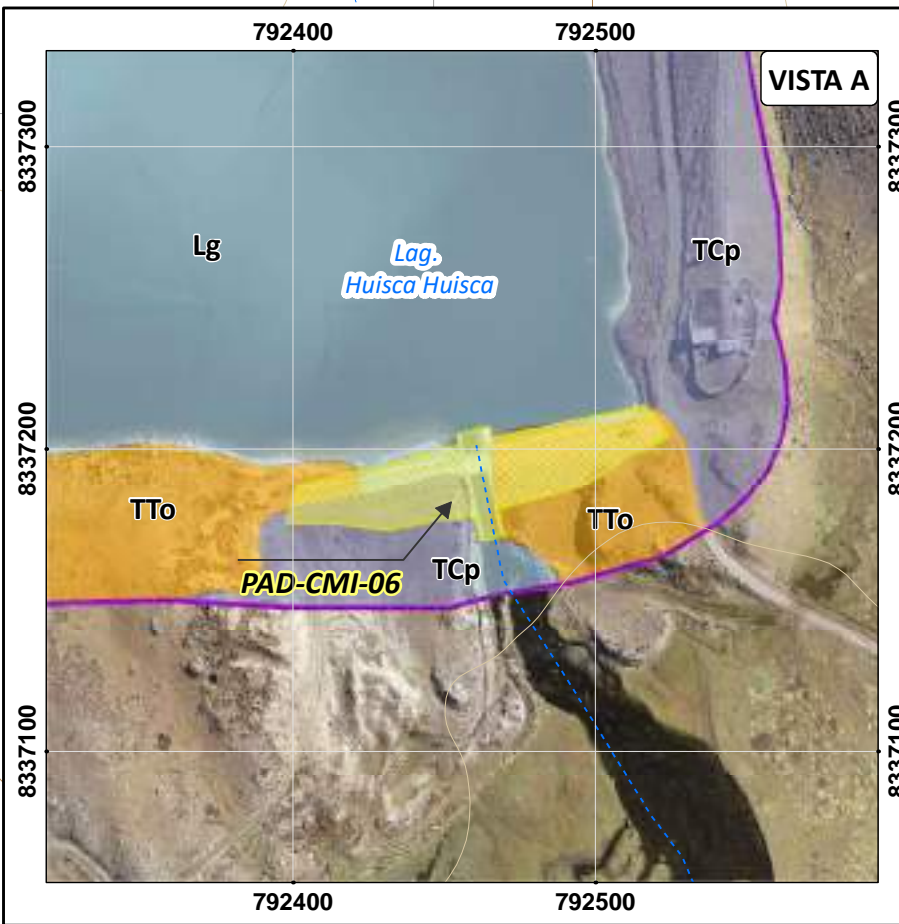 792400
792500
VISTA A
8337300
8337300
Lg
Lag.
Huisca Huisca
TCp
8337200
8337200
TTo
TTo
TCp
PAD-CMI-06
8337100
8337100
792400
792500